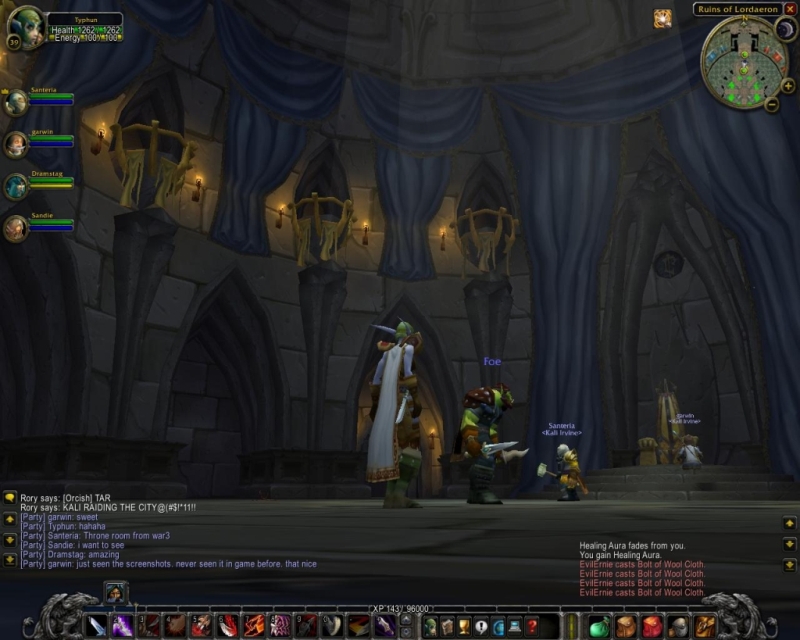 Typhun
Health 1262 / 1262
Energy 100 / 100
39
Ruins of Lordaeron
N
Santeria
garwin
Dramstag
Sandie
Foe
Santeria
<Kali Irvine>
garwin
<Kali Irvine>
Rory says: [Orcish] TAR
Rory says: KALI RAIDING THE CITY@(#$!*11!!
[Party] garwin: sweet
[Party] Typhun: hahaha
[Party] Santeria: Throne room from war3
[Party] Sandie: i want to see
[Party] Dramstag: amazing
[Party] garwin: just seen the screenshots. never seen it in game before. that nice
Healing Aura fades from you.
You gain Healing Aura.
EvilErnie casts Bolt of Wool Cloth.
EvilErnie casts Bolt of Wool Cloth.
EvilErnie casts Bolt of Wool Cloth.
EvilErnie casts Bolt of Wool Cloth.